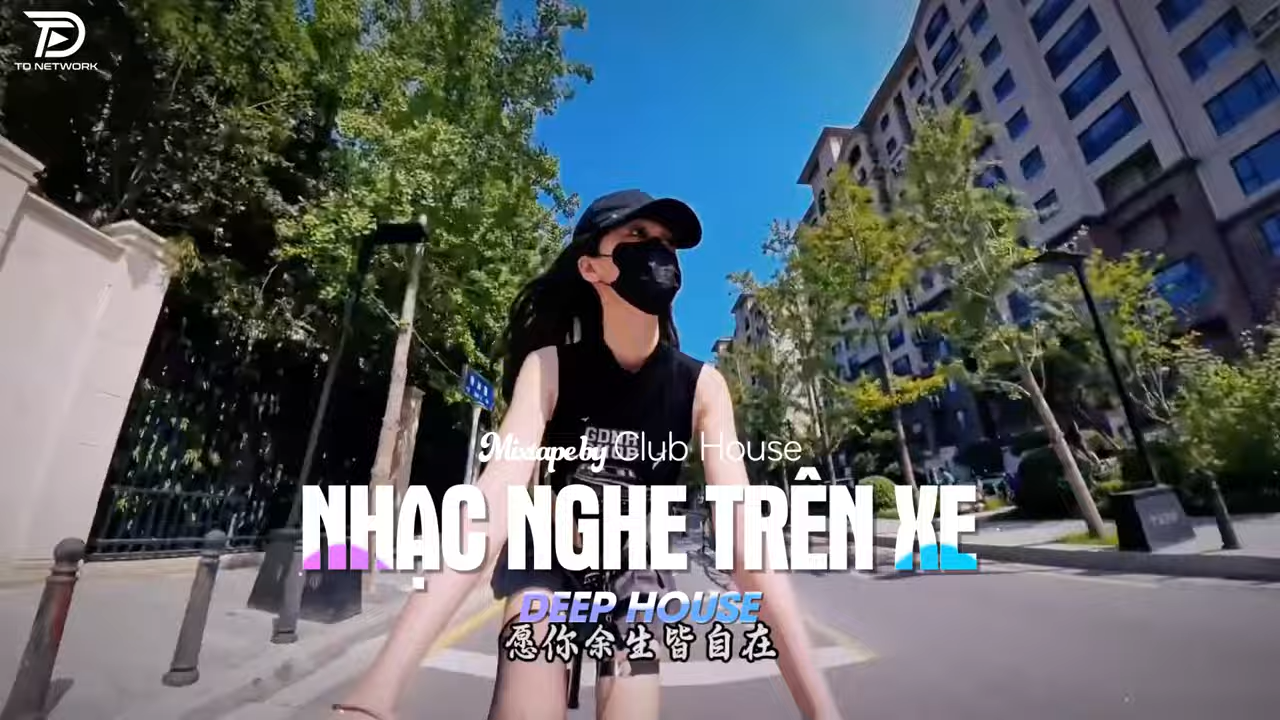 TD NETWORK
GDNR
Mixtape by Club House
NHẠC NGHE TRÊN XE
DEEP HOUSE
愿你余生皆自在